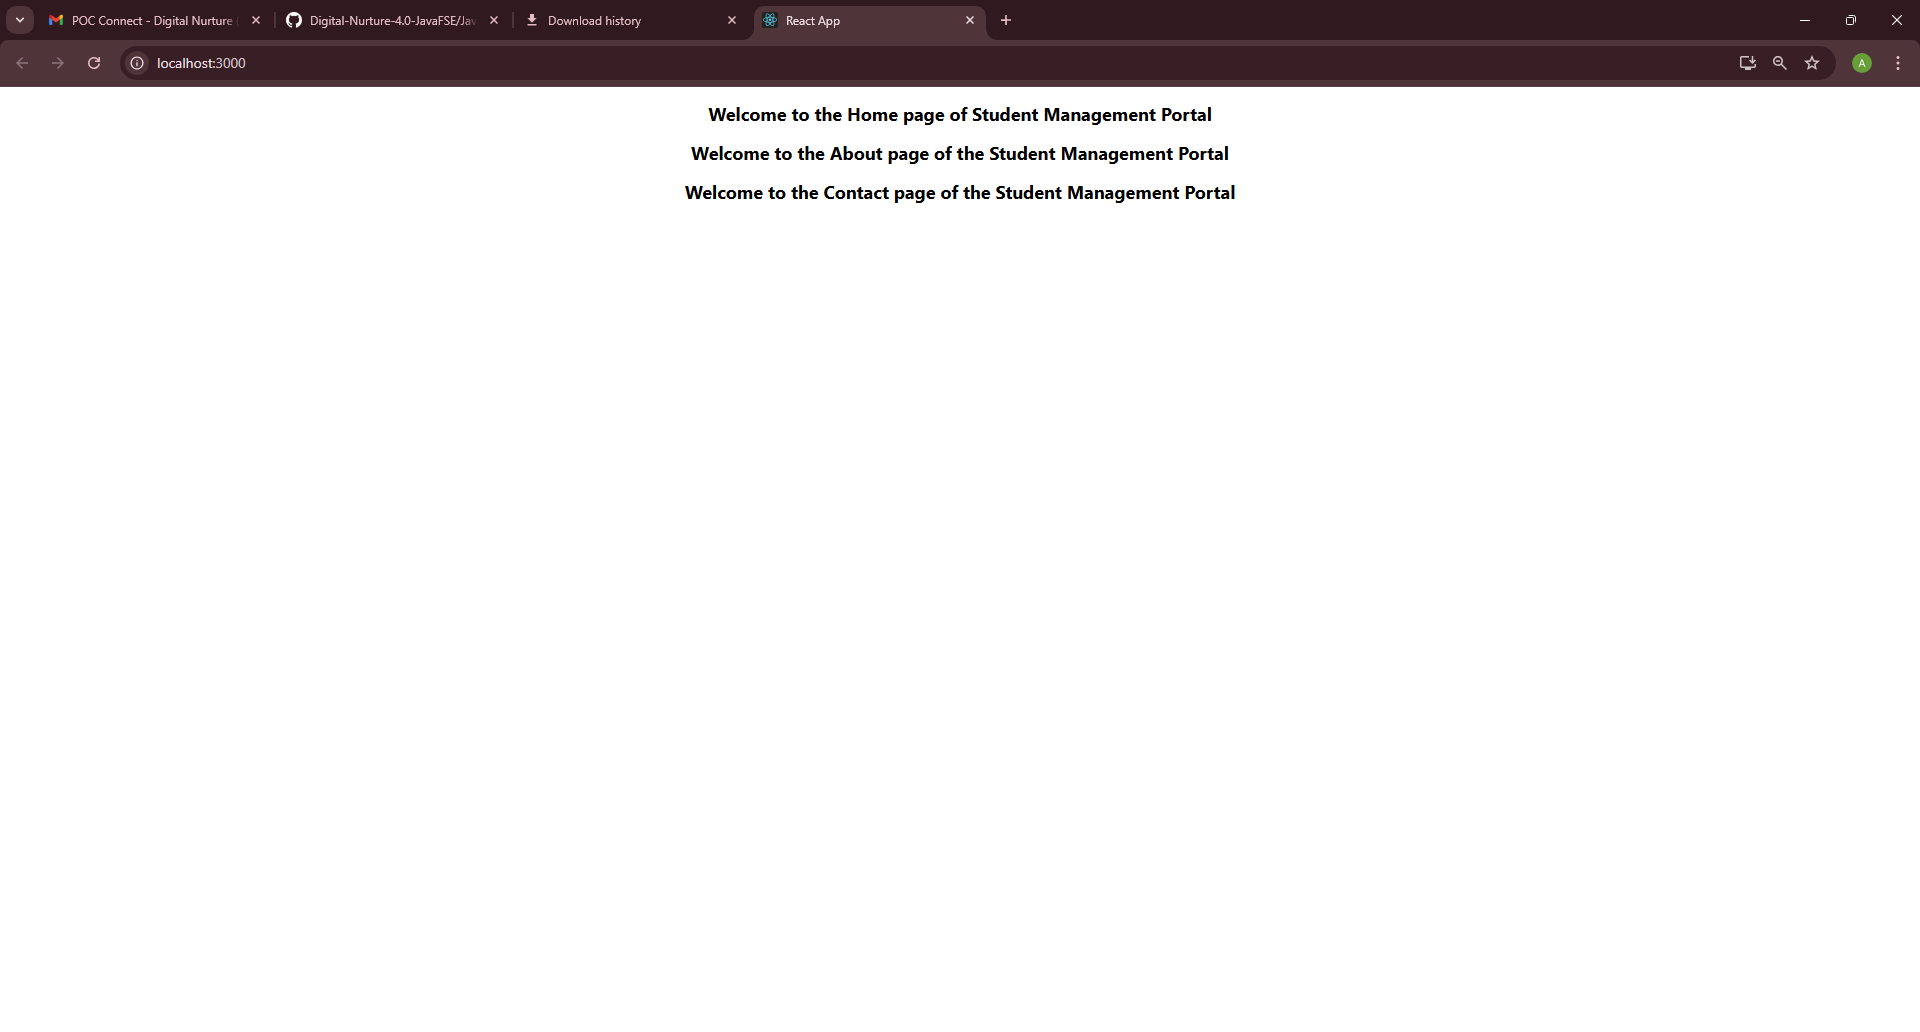 POC Connect - Digital Nurture
Digital-Nurture-4.0-JavaFSE/Jav
Download history
React App
localhost:3000
A
Welcome to the Home page of Student Management Portal
Welcome to the About page of the Student Management Portal
Welcome to the Contact page of the Student Management Portal